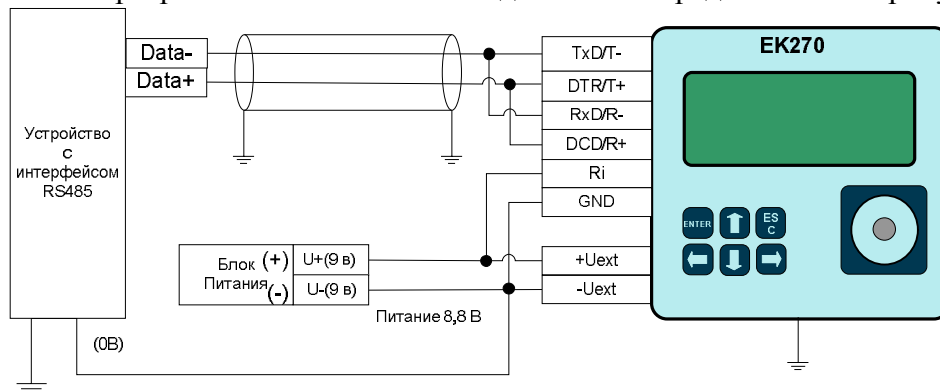 Data-
Data+
Устройство
с
интерфейсом
RS485
TxD/T-
DTR/T+
RxD/R-
DCD/R+
Ri
GND
+Uext
-Uext
EK270
ENTER
ES
C
Блок (+)
Питания (-)
U+(9 в)
U-(9 в)
Питание 8,8 В
(0В)